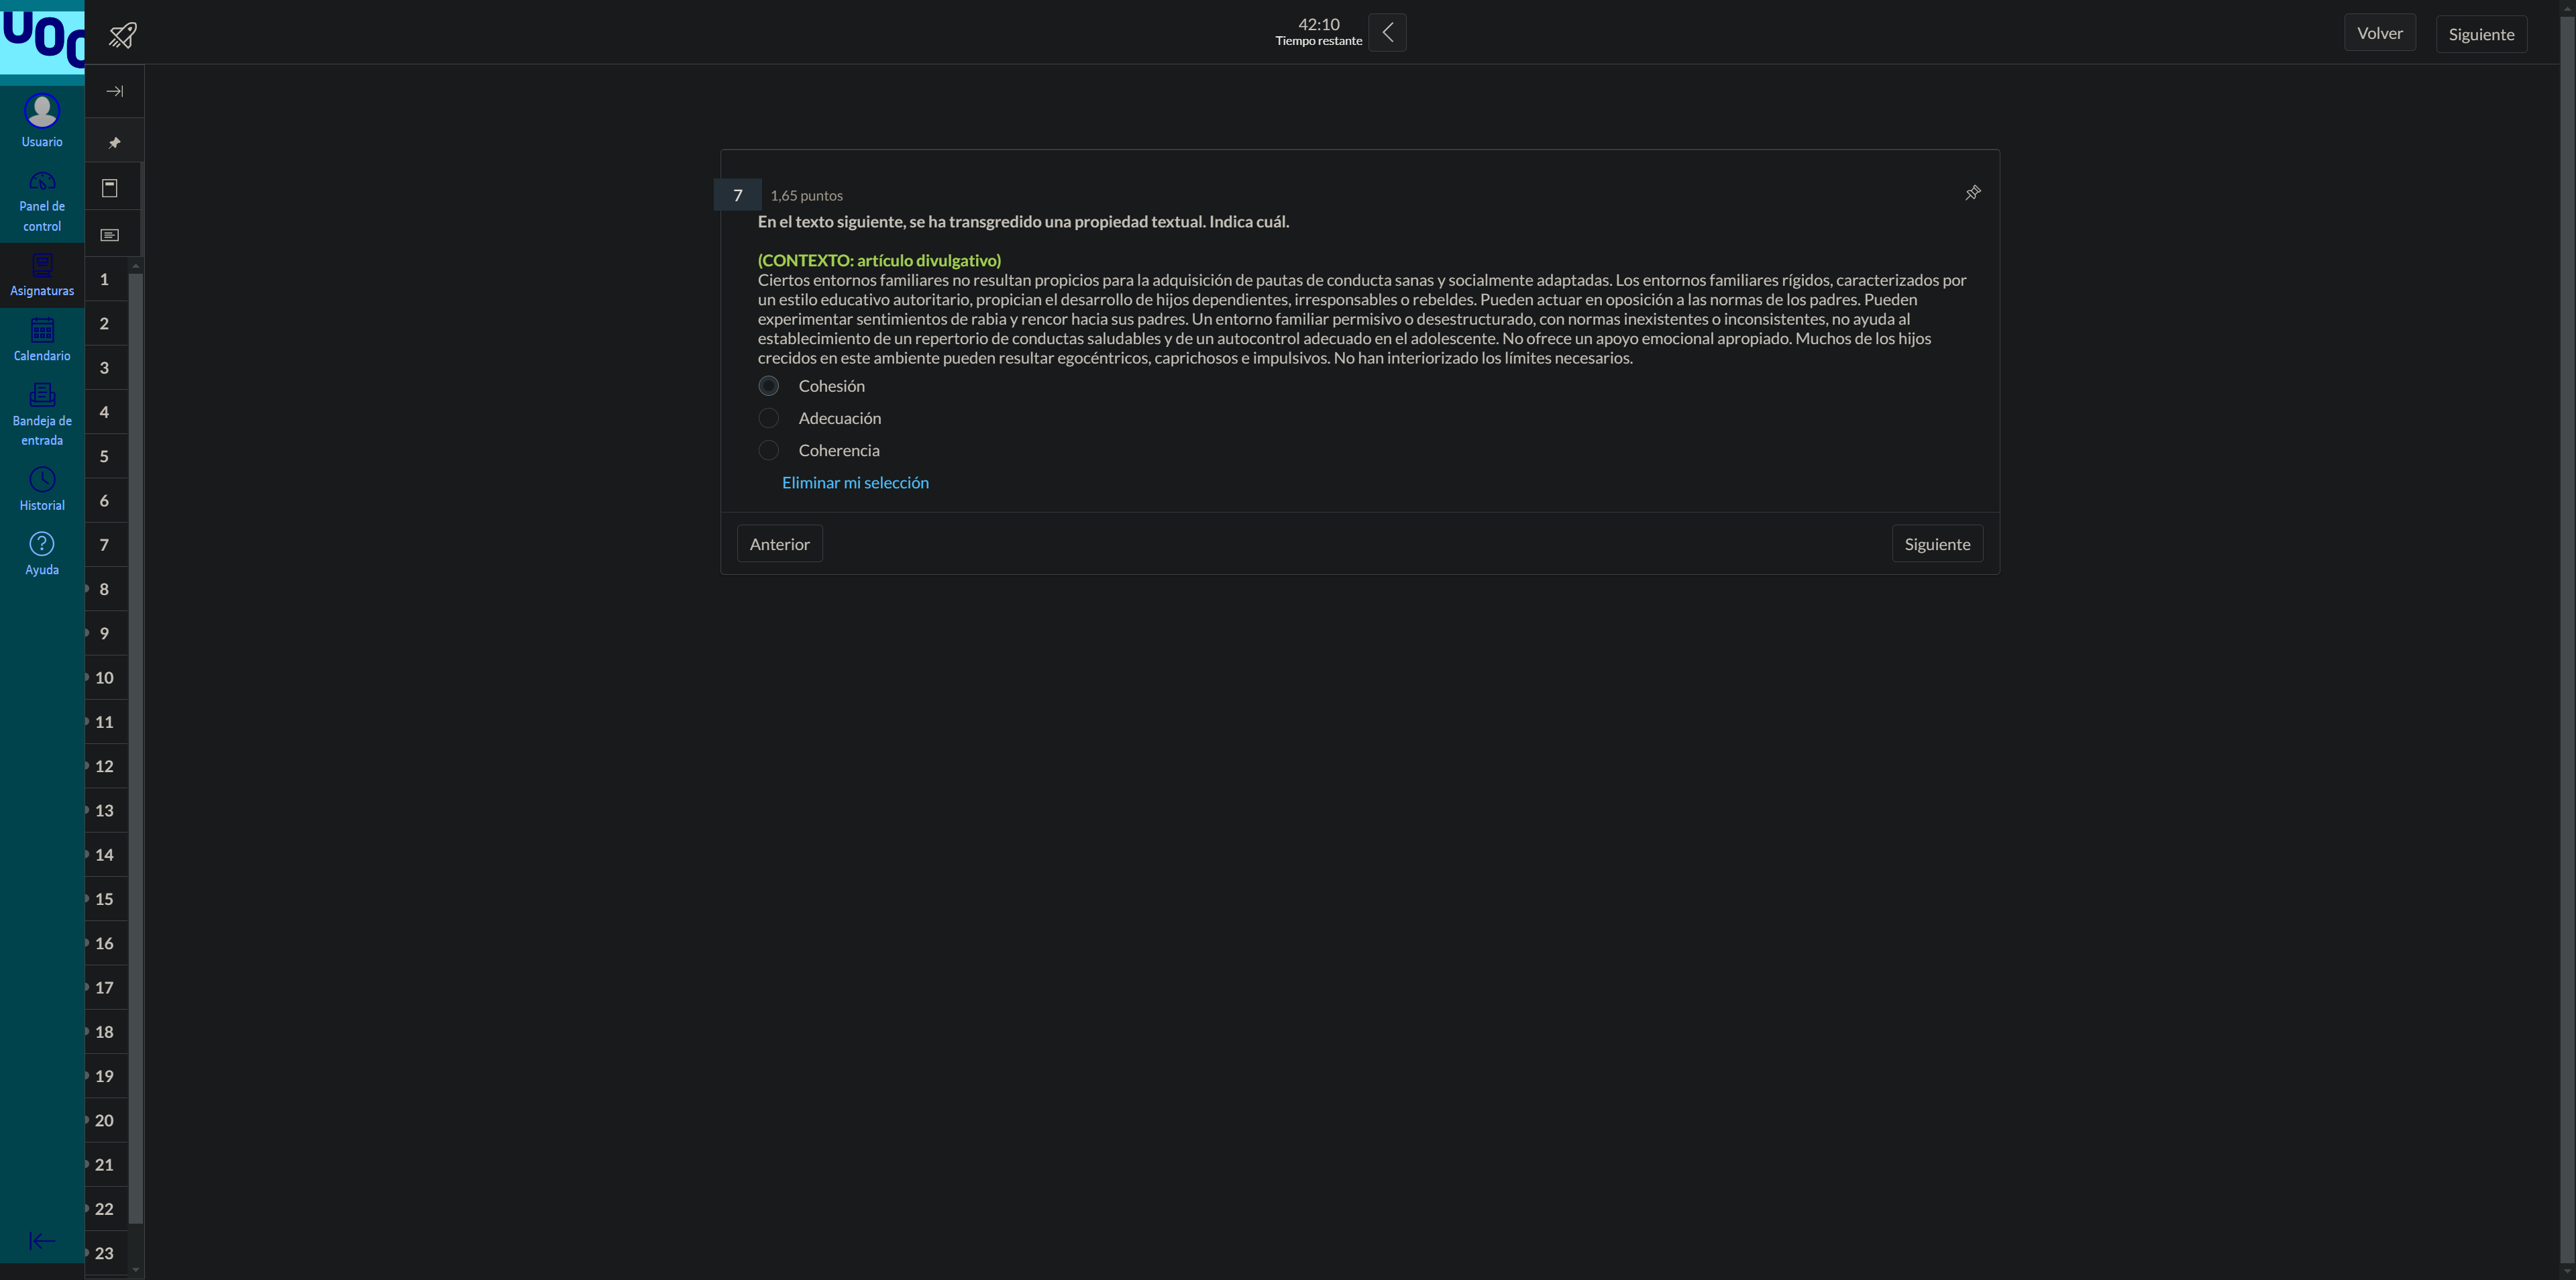 UOC
42:10
Tiempo restante
Volver
Siguiente
Usuario
Panel de
control
Asignaturas
Calendario
Bandeja de
entrada
Historial
Ayuda
1
2
3
4
5
6
7
8
9
10
11
12
13
14
15
16
17
18
19
20
21
22
23
7
1,65 puntos
En el texto siguiente, se ha transgredido una propiedad textual. Indica cuál.
(CONTEXTO: artículo divulgativo)
Ciertos entornos familiares no resultan propicios para la adquisición de pautas de conducta sanas y socialmente adaptadas. Los entornos familiares rígidos, caracterizados por
un estilo educativo autoritario, propician el desarrollo de hijos dependientes, irresponsables o rebeldes. Pueden actuar en oposición a las normas de los padres. Pueden
experimentar sentimientos de rabia y rencor hacia sus padres. Un entorno familiar permisivo o desestructurado, con normas inexistentes o inconsistentes, no ayuda al
establecimiento de un repertorio de conductas saludables y de un autocontrol adecuado en el adolescente. No ofrece un apoyo emocional apropiado. Muchos de los hijos
crecidos en este ambiente pueden resultar egocéntricos, caprichosos e impulsivos. No han interiorizado los límites necesarios.
Cohesión
Adecuación
Coherencia
Eliminar mi selección
Anterior
Siguiente